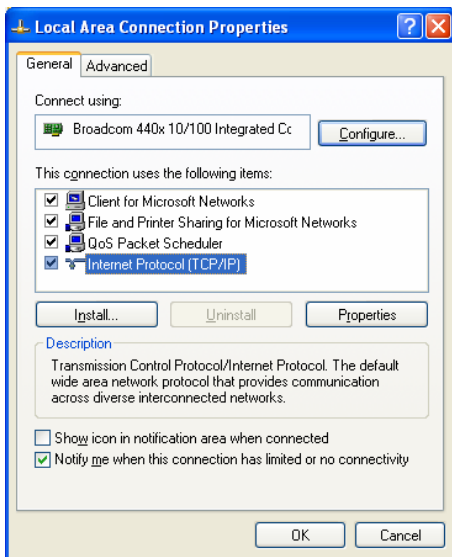 Local Area Connection Properties
General Advanced
Connect using:
Broadcom 440x 10/100 Integrated Cc
Configure...
This connection uses the following items:
Client for Microsoft Networks
File and Printer Sharing for Microsoft Networks
QoS Packet Scheduler
Internet Protocol (TCP/IP)
Install... Uninstall Properties
Description
Transmission Control Protocol/Internet Protocol. The default
wide area network protocol that provides communication
across diverse interconnected networks.
Show icon in notification area when connected
Notify me when this connection has limited or no connectivity
OK Cancel